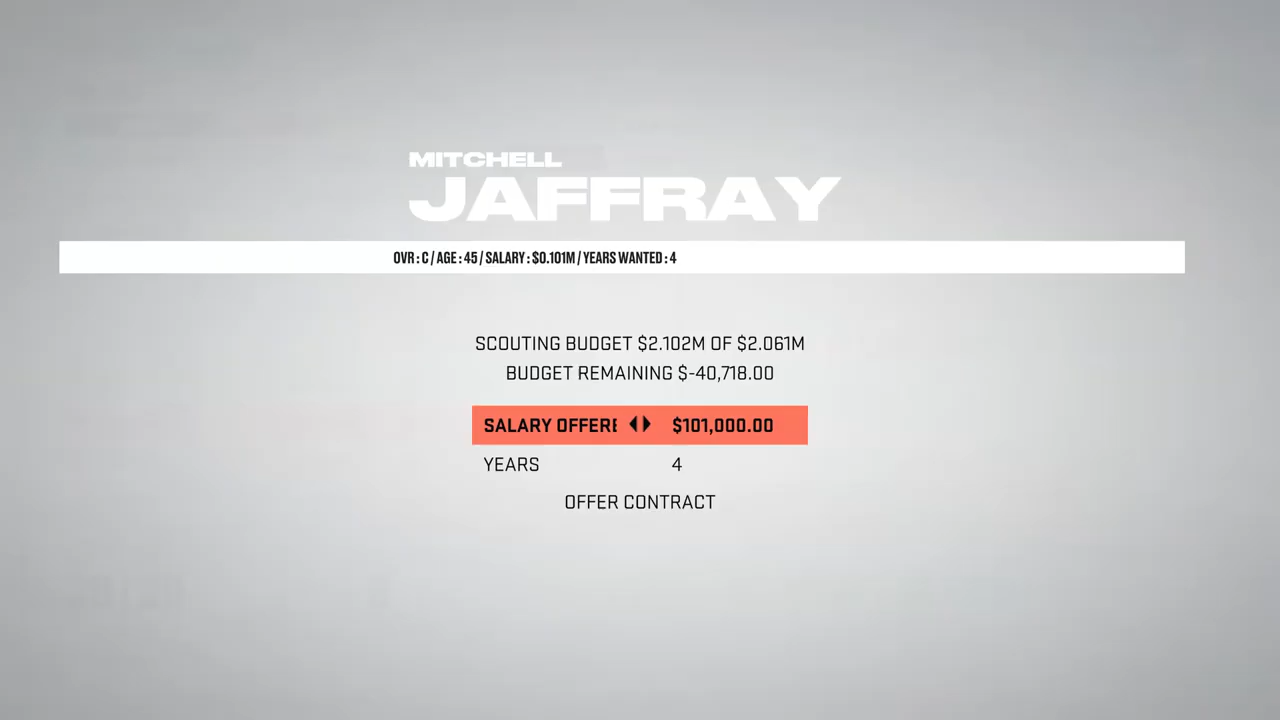 MITCHELL
JAFFRAY
OVR : C / AGE : 45 / SALARY : $0.101M / YEARS WANTED : 4
SCOUTING BUDGET $2.102M OF $2.061M
BUDGET REMAINING $-40,718.00
SALARY OFFERE $101,000.00
YEARS 4
OFFER CONTRACT